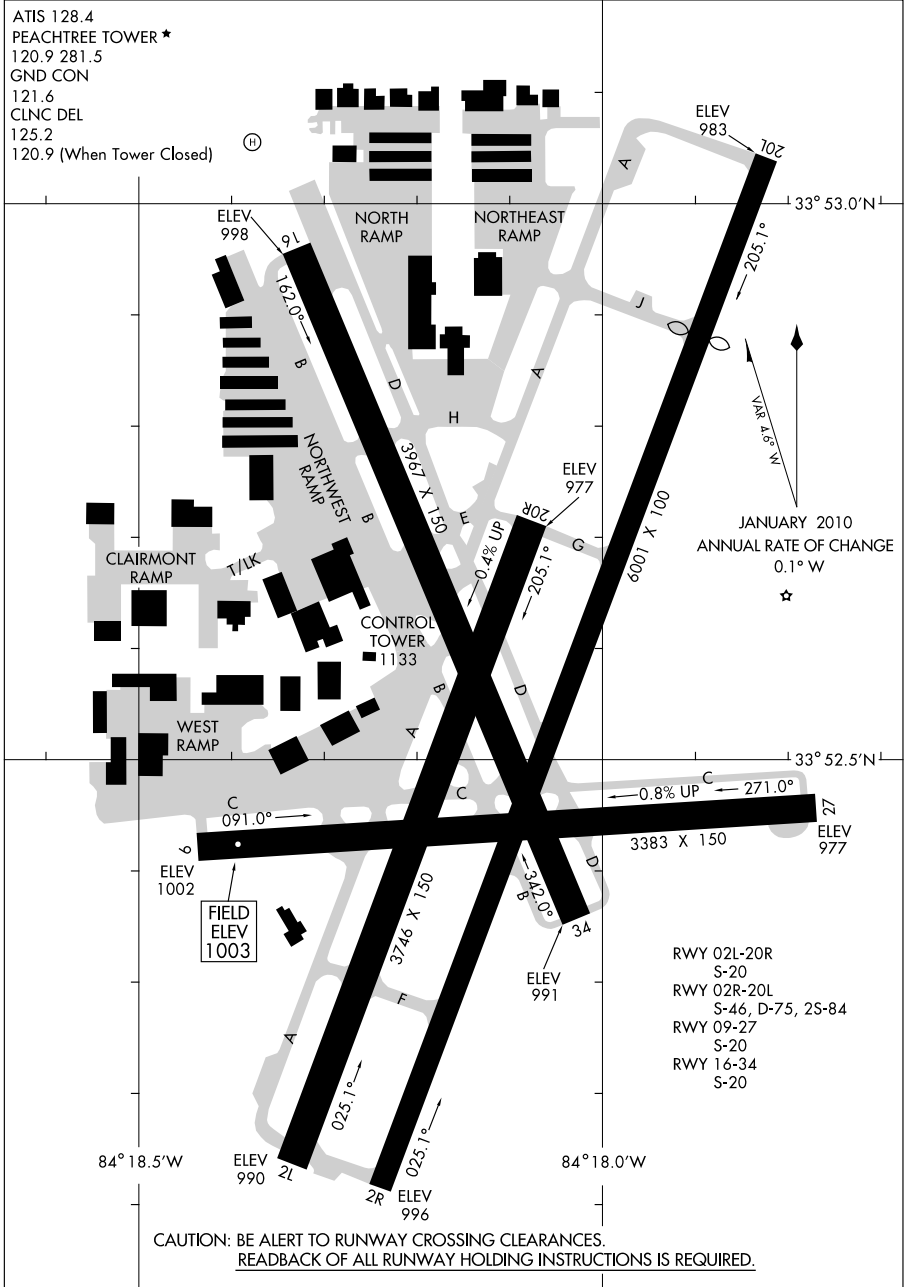 ATIS 128.4
PEACHTREE TOWER ★
120.9 281.5
GND CON
121.6
CLNC DEL
125.2
120.9 (When Tower Closed)
H
ELEV
983
20L
A
33° 53.0'N
ELEV
998
16
NORTH
RAMP
NORTHEAST
RAMP
205.1°
162.0°
J
B
D
A
H
VAR 4.6° W
3967 X 150
NORTHWEST
RAMP
ELEV
977
20R
6001 X 100
B
E
0.4% UP
G
JANUARY 2010
ANNUAL RATE OF CHANGE
0.1° W
CLAIRMONT
RAMP
T/LK
205.1°
CONTROL
TOWER
1133
B
D
A
WEST
RAMP
33° 52.5'N
C
C
C
091.0°
0.8% UP
271.0°
9
27
ELEV
1002
3383 X 150
ELEV
977
D
342.0°
B
34
FIELD
ELEV
1003
3746 X 150
ELEV
991
RWY 02L-20R
S-20
RWY 02R-20L
S-46, D-75, 2S-84
RWY 09-27
S-20
RWY 16-34
S-20
F
A
025.1°
025.1°
84° 18.5'W
84° 18.0'W
ELEV
990
2L
2R
ELEV
996
CAUTION: BE ALERT TO RUNWAY CROSSING CLEARANCES.
READBACK OF ALL RUNWAY HOLDING INSTRUCTIONS IS REQUIRED.